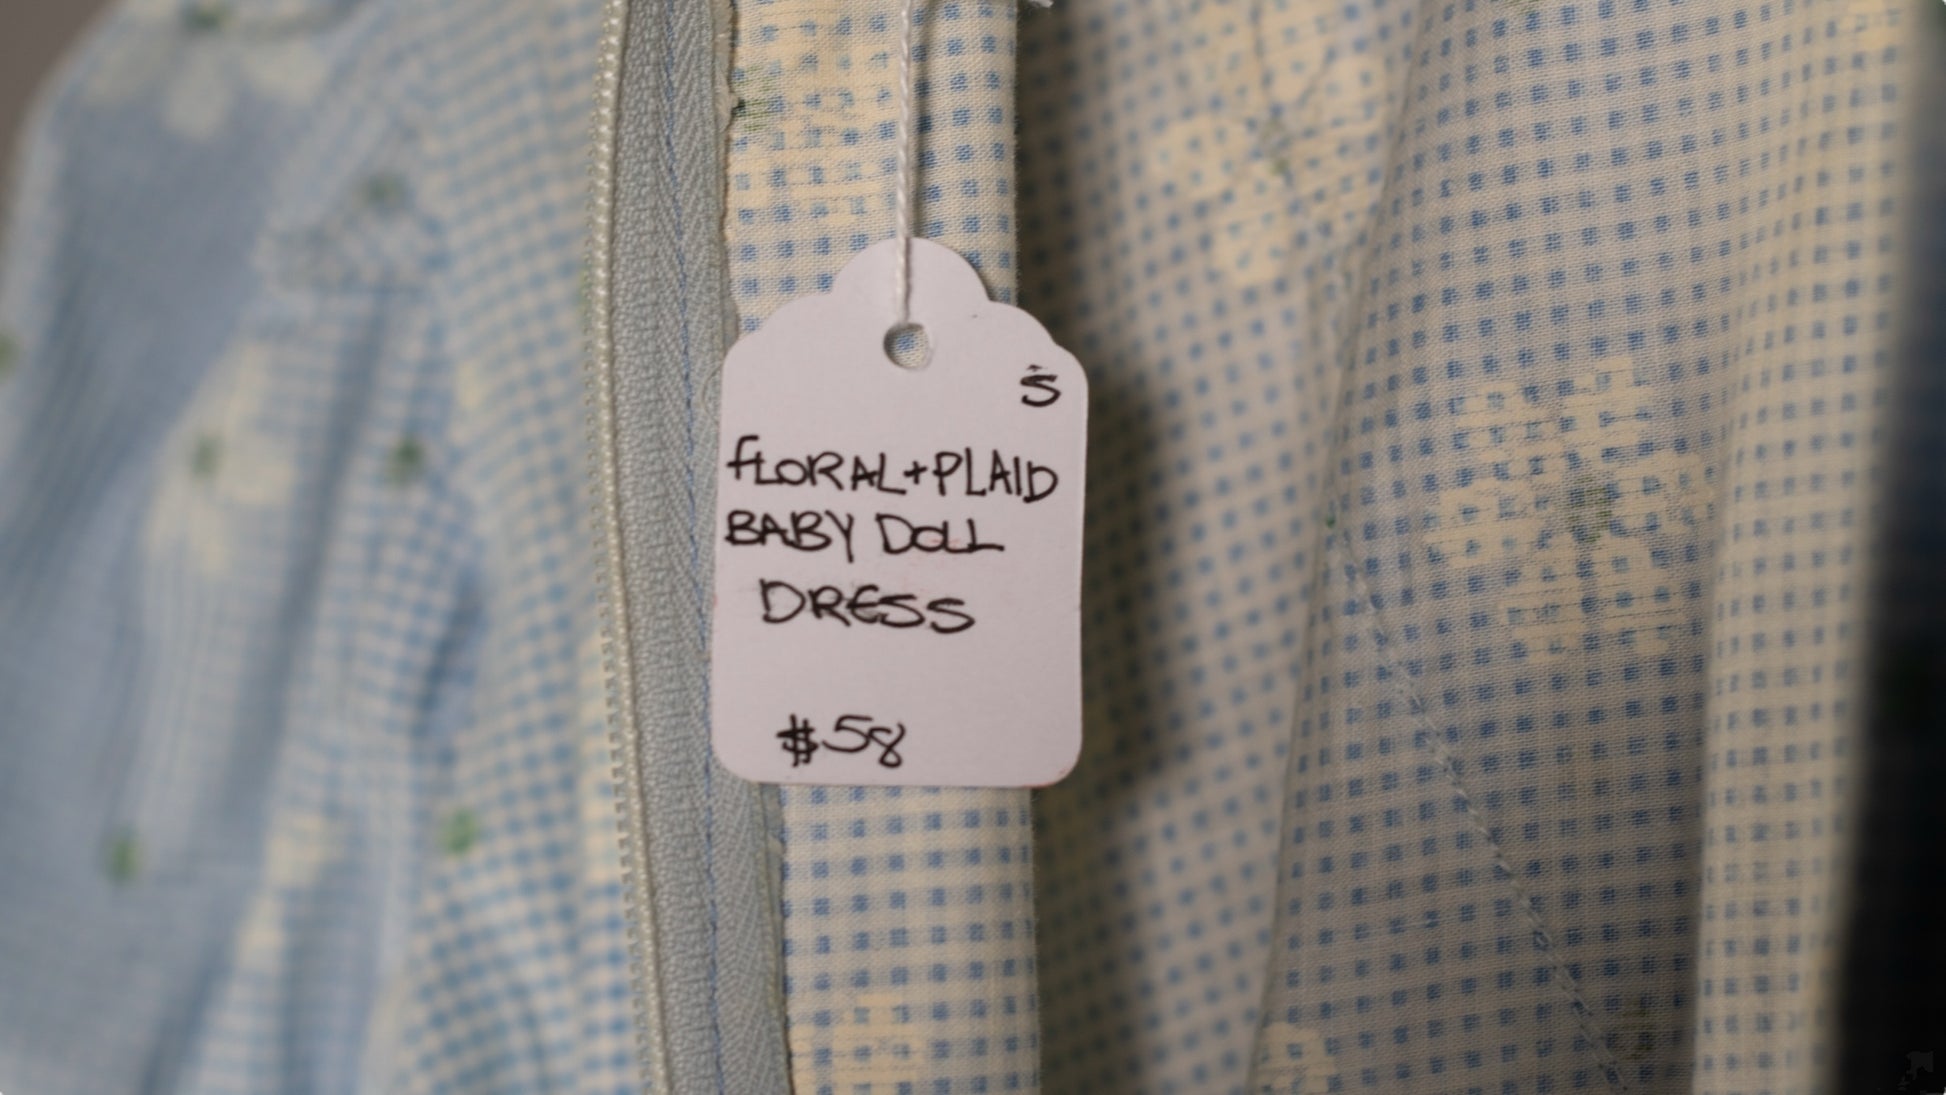 S
FLORAL+PLAID
BABY DOLL
DRESS
$58